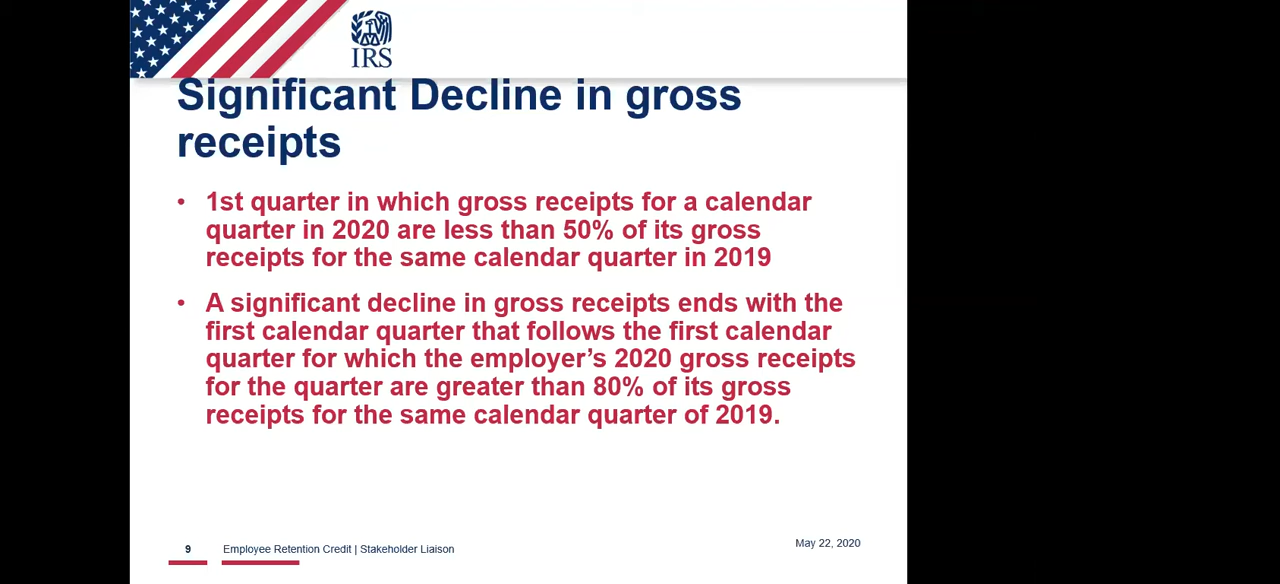 IRS
Significant Decline in gross
receipts
• 1st quarter in which gross receipts for a calendar
quarter in 2020 are less than 50% of its gross
receipts for the same calendar quarter in 2019
• A significant decline in gross receipts ends with the
first calendar quarter that follows the first calendar
quarter for which the employer’s 2020 gross receipts
for the quarter are greater than 80% of its gross
receipts for the same calendar quarter of 2019.
9 Employee Retention Credit | Stakeholder Liaison
May 22, 2020